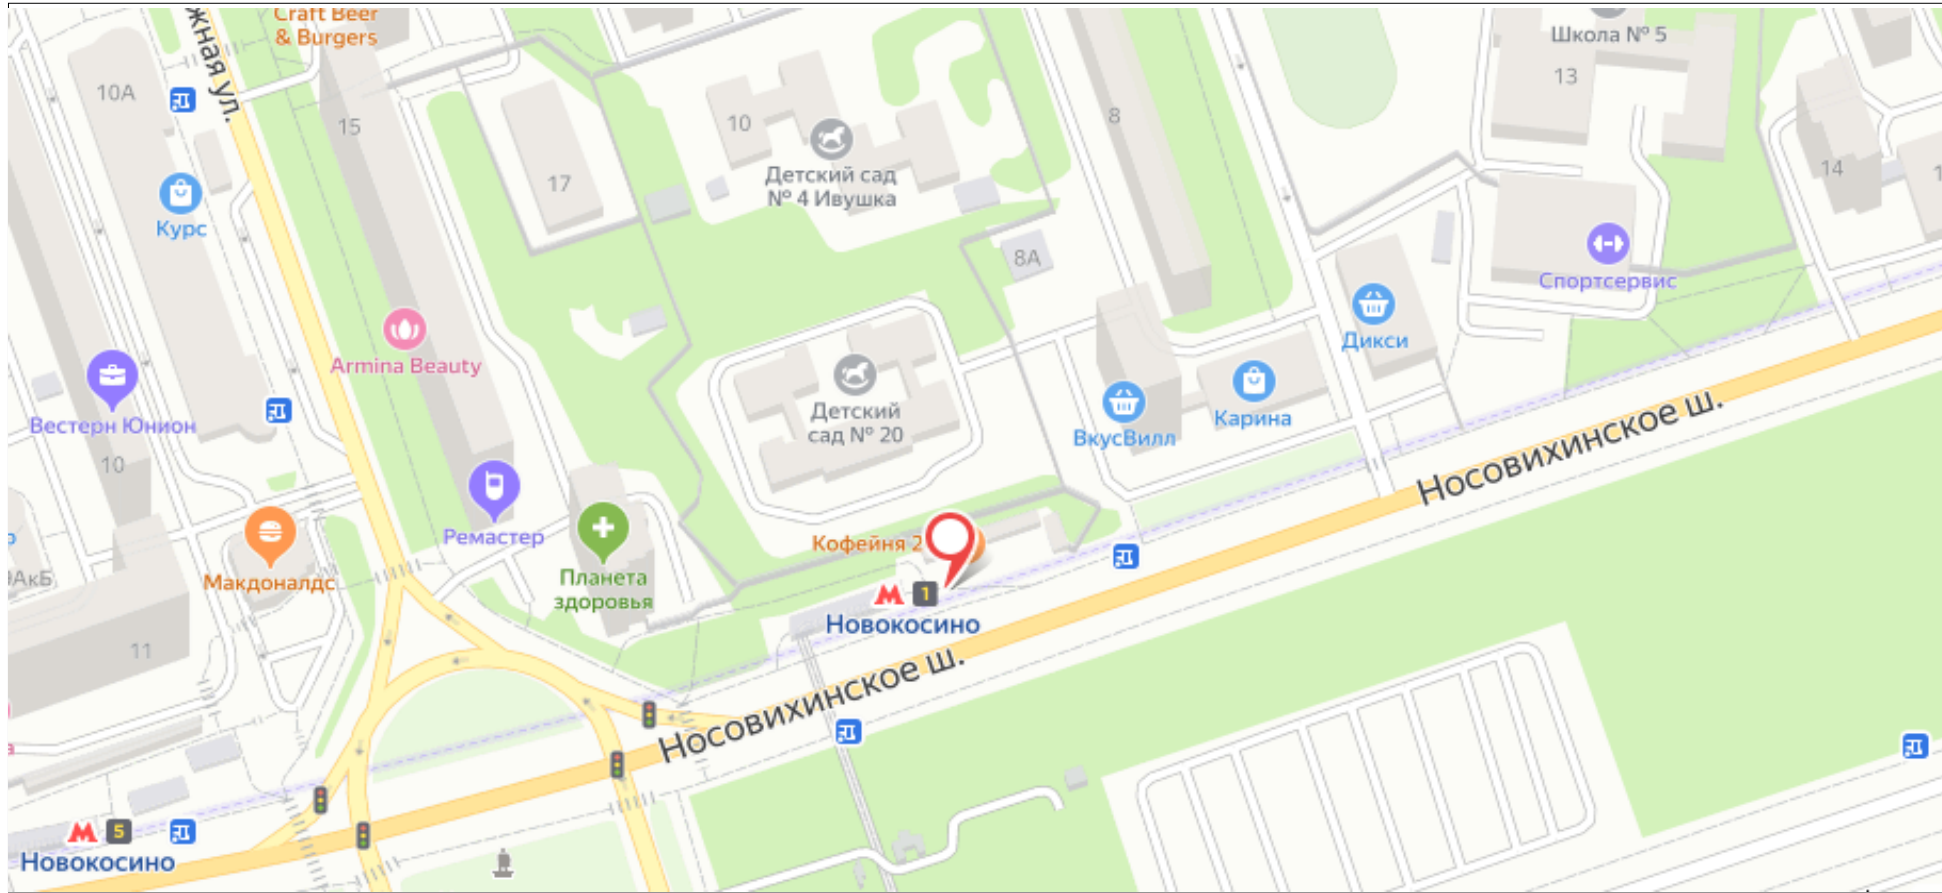 Craft Beer
& Burgers
жная ул.
Школа № 5
13
10А
15
10
8
17
Детский сад
№ 4 Ивушка
14
Курс
8А
Спортсервис
Armina Beauty
Дикси
Вестерн Юнион
10
Детский
сад № 20
Карина
ВкусВилл
Носовихинское ш.
Ремастер
Кофейня 2
Макдоналдс
Планета
здоровья
1
Новокосино
11
Носовихинское ш.
5
Новокосино